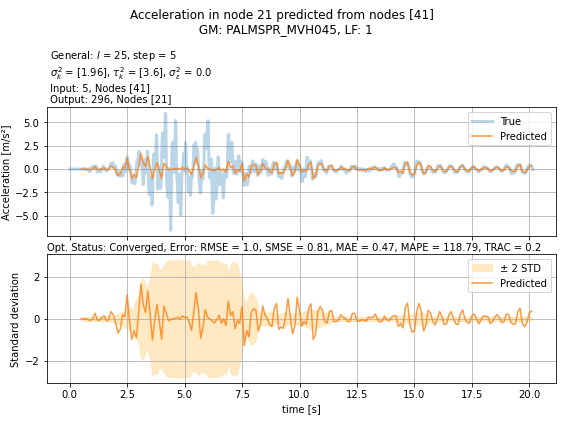 Acceleration in node 21 predicted from nodes [41]
GM: PALMSPR_MVH045, LF: 1
General: l = 25, step = 5
σ²ₖ = [1.96], τ²ₖ = [3.6], σ²ε = 0.0
Input: 5, Nodes [41]
Output: 296, Nodes [21]
Acceleration [m/s²]
5.0
2.5
0.0
−2.5
−5.0
True
Predicted
Opt. Status: Converged, Error: RMSE = 1.0, SMSE = 0.81, MAE = 0.47, MAPE = 118.79, TRAC = 0.2
Standard deviation
2
0
−2
± 2 STD
Predicted
0.0 2.5 5.0 7.5 10.0 12.5 15.0 17.5 20.0
time [s]